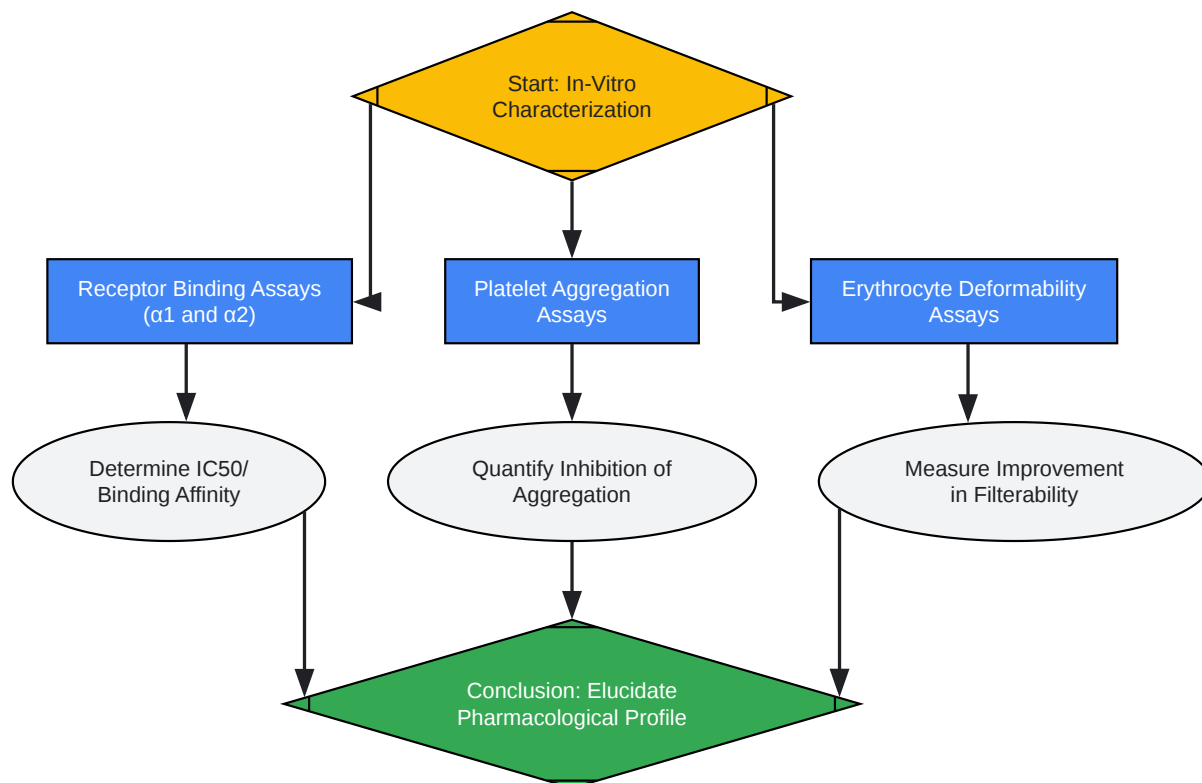 Start: In-Vitro
Characterization
Receptor Binding Assays
(α1 and α2)
Platelet Aggregation
Assays
Erythrocyte Deformability
Assays
Determine IC50/
Binding Affinity
Quantify Inhibition of
Aggregation
Measure Improvement
in Filterability
Conclusion: Elucidate
Pharmacological Profile